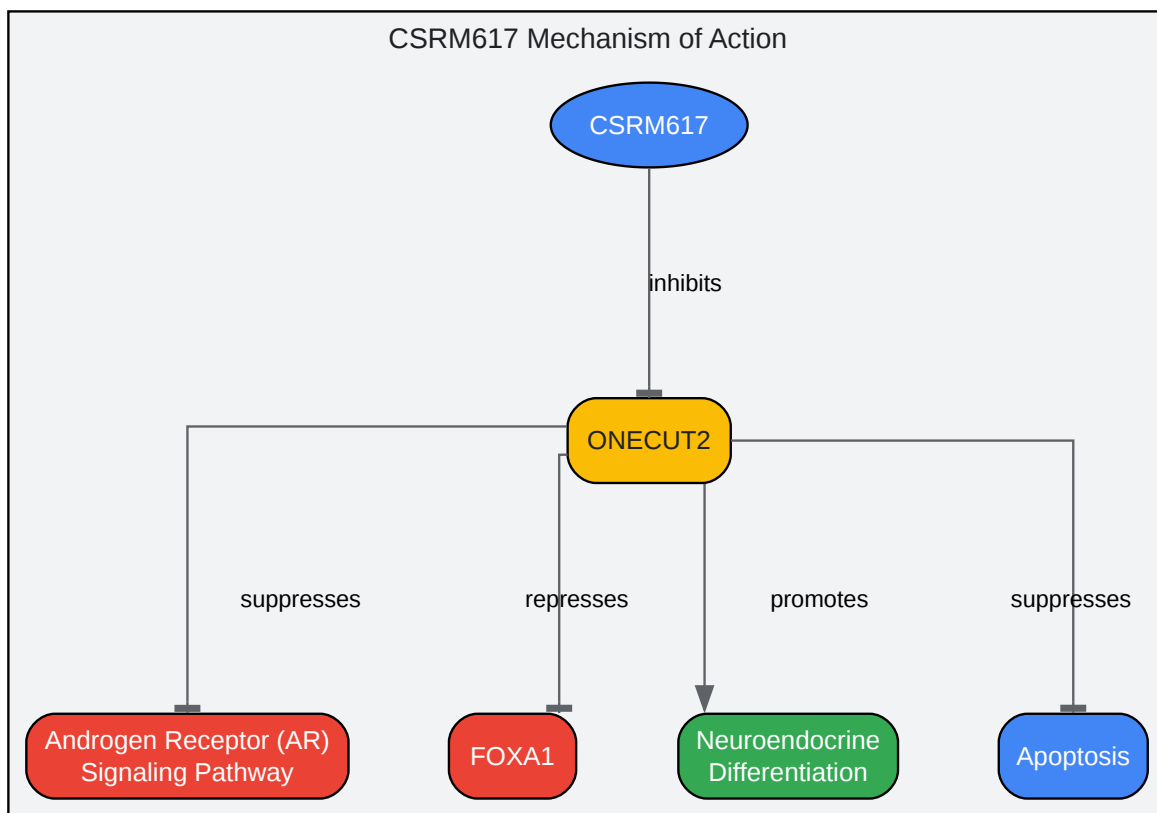 CSRM617 Mechanism of Action
CSRM617
inhibits
ONECUT2
suppresses
represses
promotes
suppresses
Androgen Receptor (AR)
Signaling Pathway
FOXA1
Neuroendocrine
Differentiation
Apoptosis